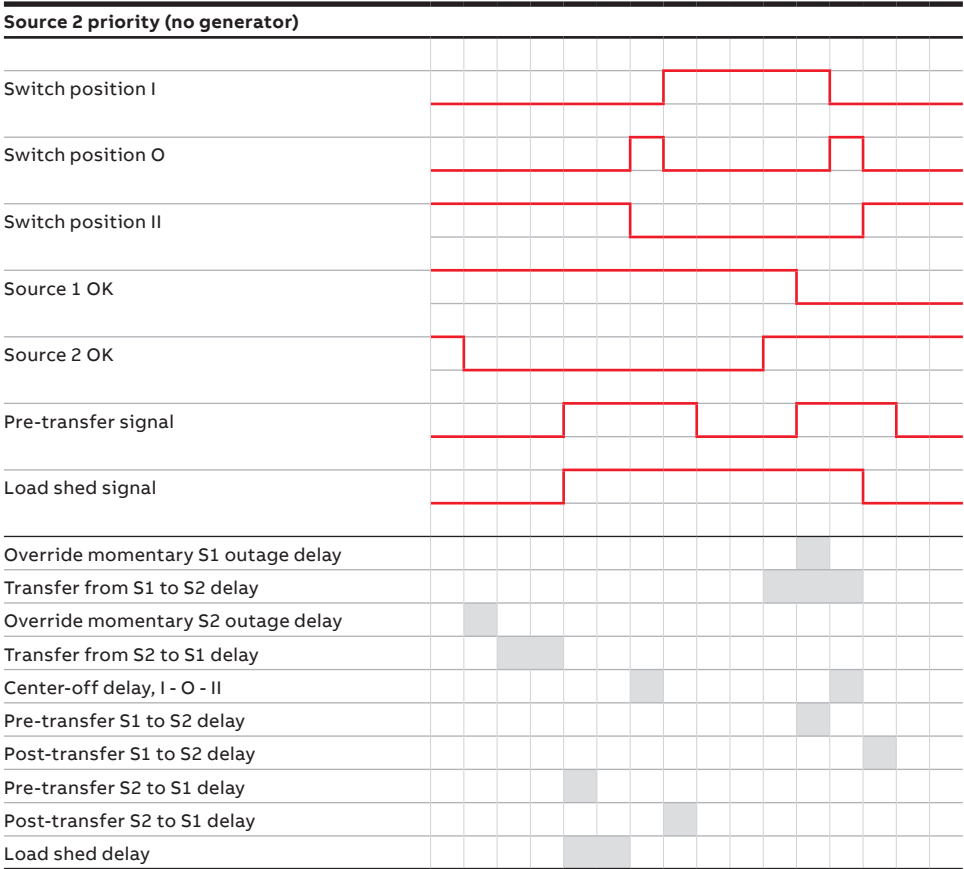 Source 2 priority (no generator)
Switch position I
Switch position O
Switch position II
Source 1 OK
Source 2 OK
Pre-transfer signal
Load shed signal
Override momentary S1 outage delay
Transfer from S1 to S2 delay
Override momentary S2 outage delay
Transfer from S2 to S1 delay
Center-off delay, I - O - II
Pre-transfer S1 to S2 delay
Post-transfer S1 to S2 delay
Pre-transfer S2 to S1 delay
Post-transfer S2 to S1 delay
Load shed delay